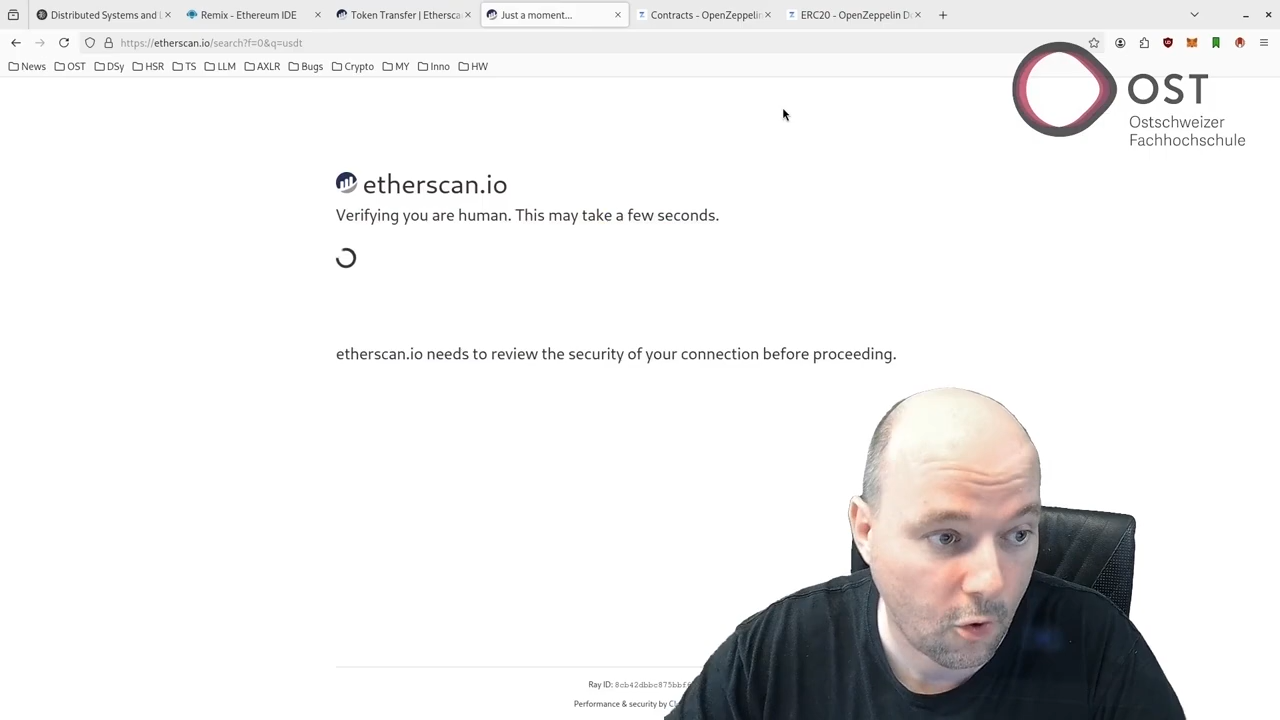 Distributed Systems and
Remix - Ethereum IDE
Token Transfer | Ethersca
Just a moment...
Contracts - OpenZeppelin
ERC20 - OpenZeppelin D
https://etherscan.io/search?f=0&q=usdt
News
OST
DSy
HSR
TS
LLM
AXLR
Bugs
Crypto
MY
Inno
HW
OST
Ostschweizer
Fachhochschule
etherscan.io
Verifying you are human. This may take a few seconds.
etherscan.io needs to review the security of your connection before proceeding.
Ray ID: 8cb42dbbc875bbf
Performance & security by